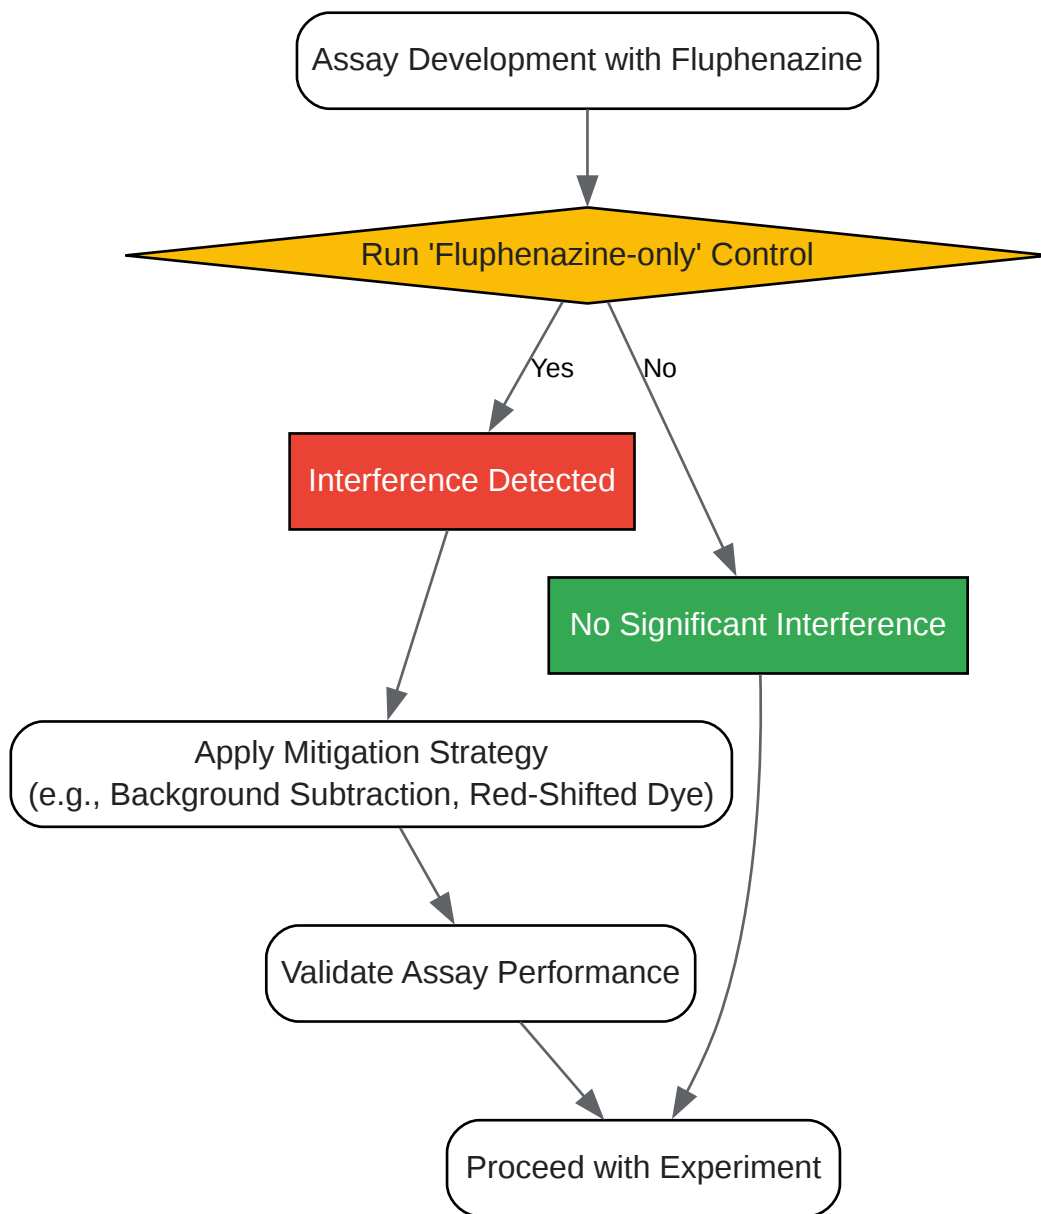 Assay Development with Fluphenazine
Run 'Fluphenazine-only' Control
Yes
No
Interference Detected
No Significant Interference
Apply Mitigation Strategy
(e.g., Background Subtraction, Red-Shifted Dye)
Validate Assay Performance
Proceed with Experiment